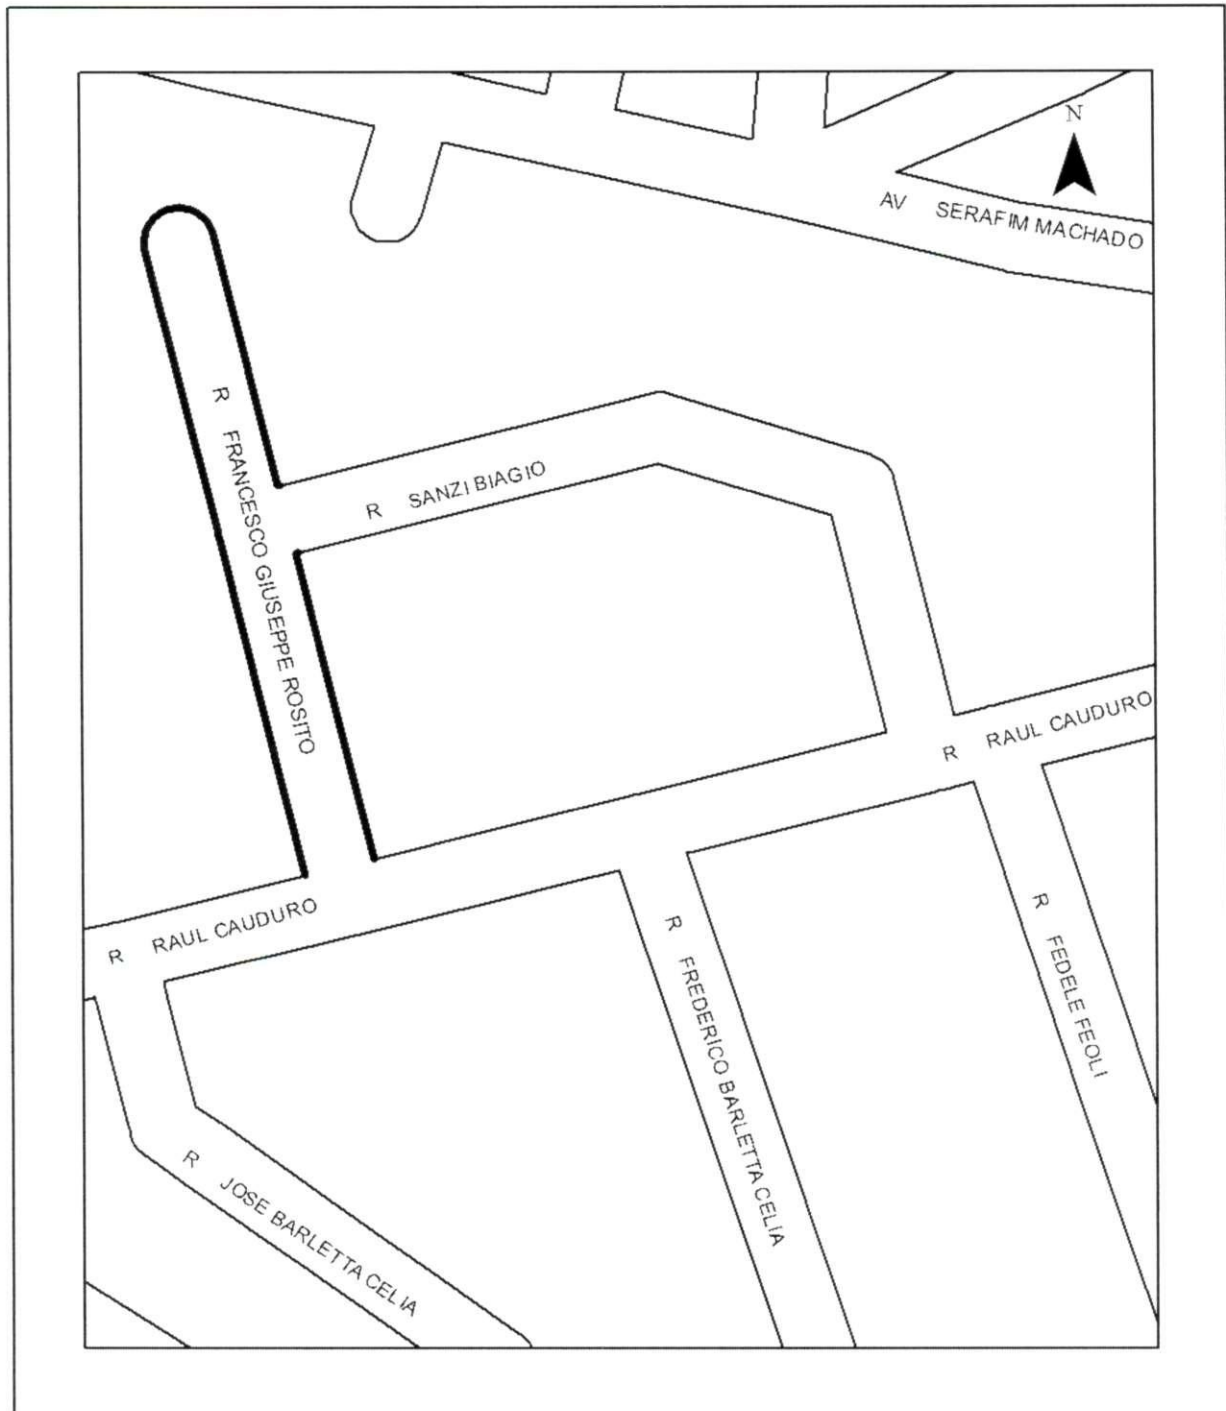 N
AV SERAFIM MACHADO
R FRANCESCO GIUSEPPE ROSITO
R SANZI BIAGIO
R RAUL CAUDURO
R RAUL CAUDURO
R FREDERICO BARLETTA CELIA
R FEDELE FEOLI
R JOSE BARLETTA CELIA